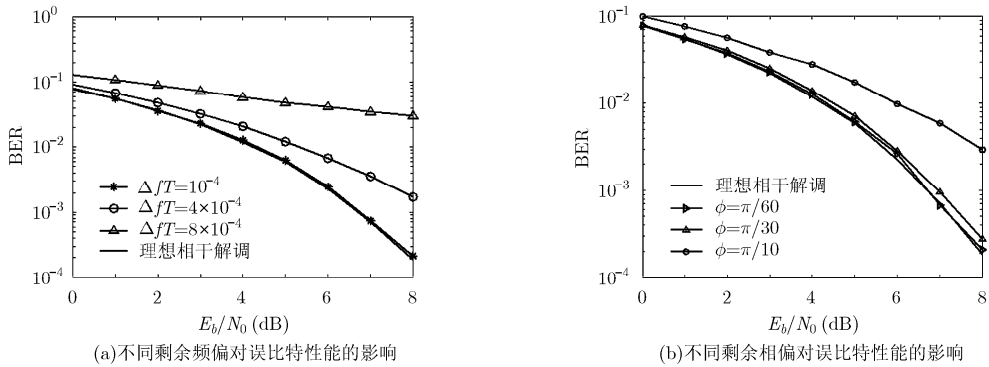 10⁰
10⁻¹
10⁻²
10⁻³
10⁻⁴
BER
ΔfT=10⁻⁴
ΔfT=4×10⁻⁴
ΔfT=8×10⁻⁴
理想相干解调
0 2 4 6 8
E_b/N_0 (dB)
(a)不同剩余频偏对误比特性能的影响
10⁻¹
10⁻²
10⁻³
10⁻⁴
BER
理想相干解调
ϕ=π/60
ϕ=π/30
ϕ=π/10
0 2 4 6 8
E_b/N_0 (dB)
(b)不同剩余相偏对误比特性能的影响